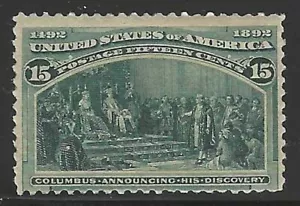 1492 1892
UNITED STATES OF AMERICA
POSTAGE FIFTEEN CENTS
15 15
COLUMBUS·ANNOUNCING·HIS·DISCOVERY